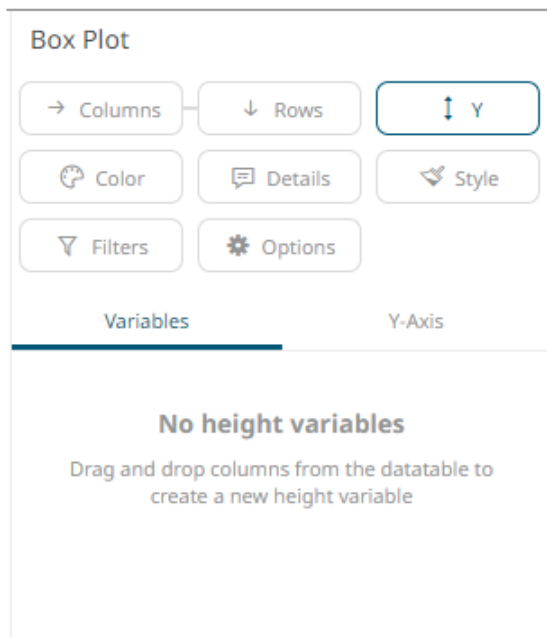 Box Plot
Columns Rows Y
Color Details Style
Filters Options
Variables Y-Axis
No height variables
Drag and drop columns from the datatable to
create a new height variable